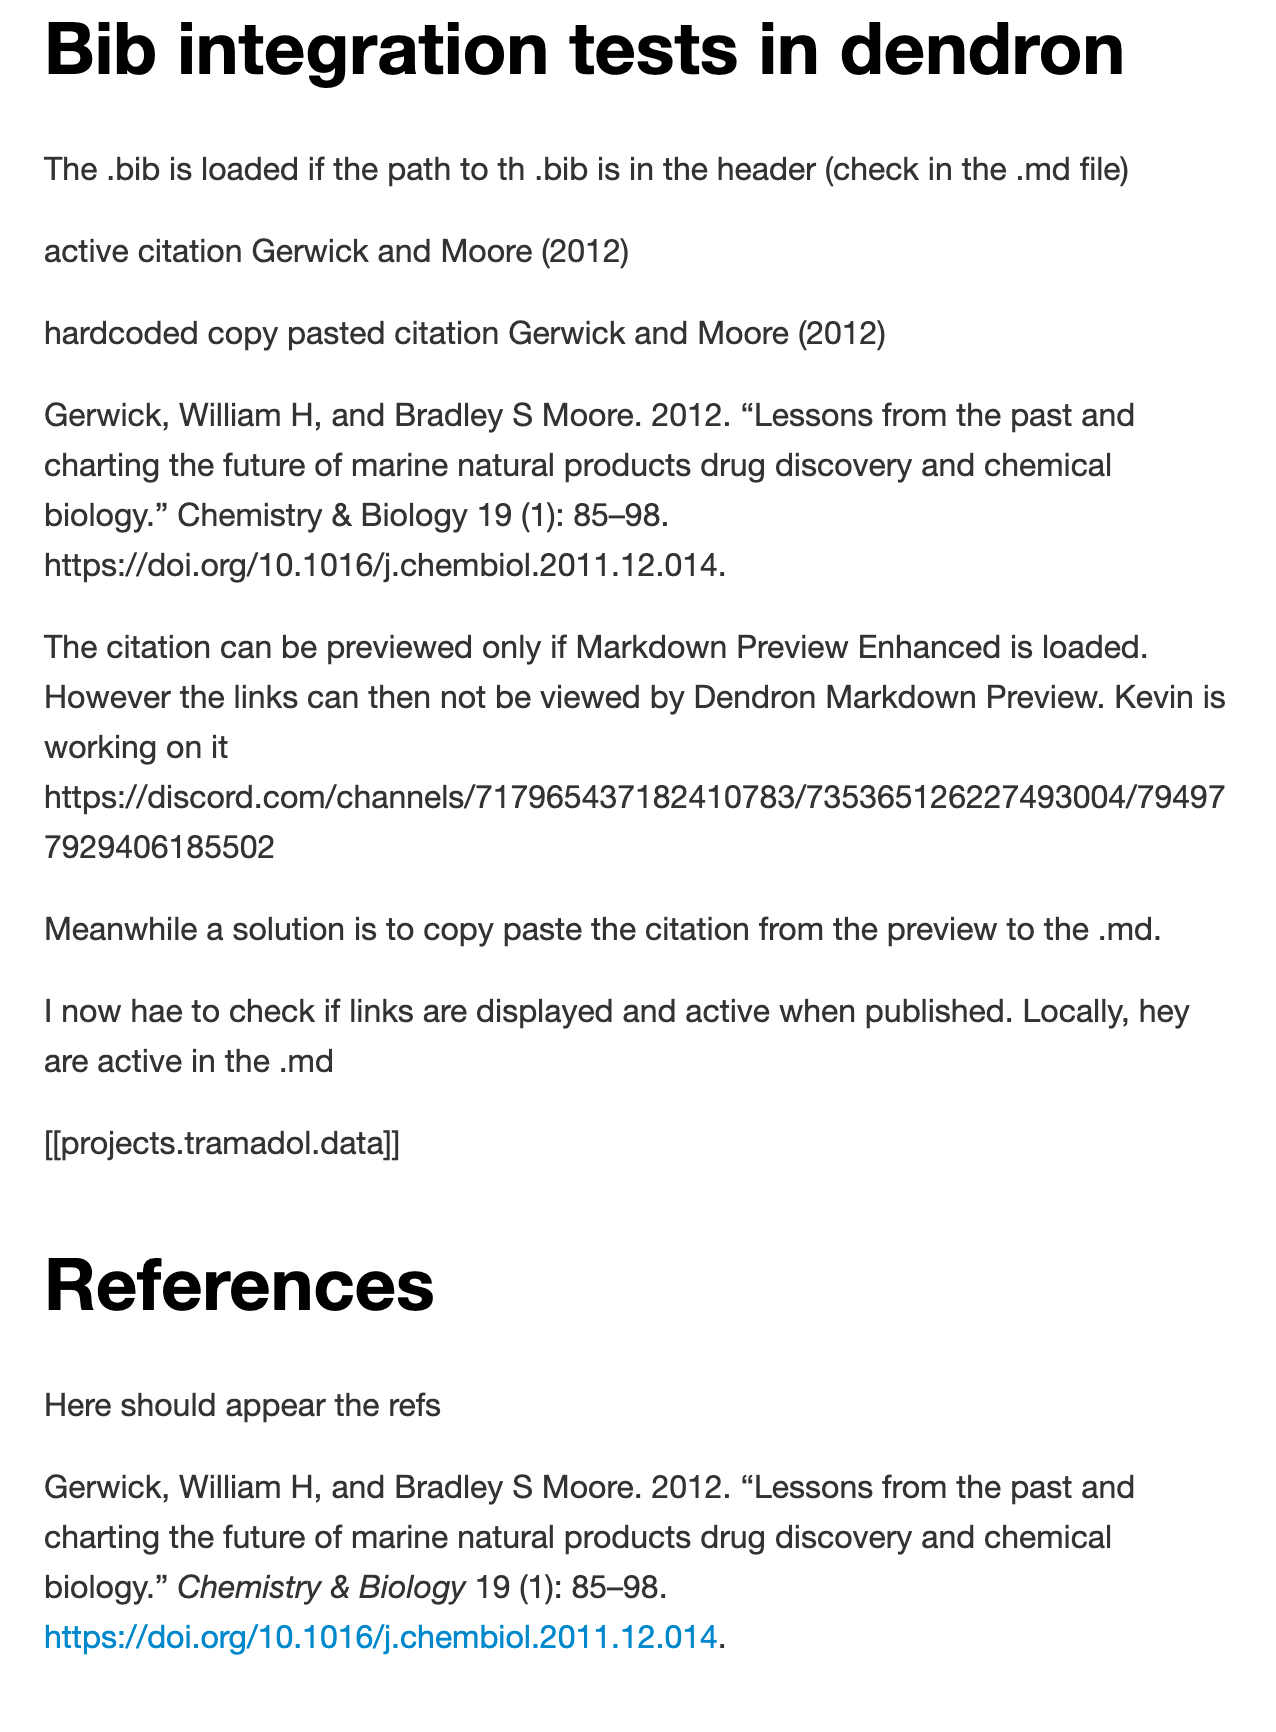 Bib integration tests in dendron
The .bib is loaded if the path to th .bib is in the header (check in the .md file)
active citation Gerwick and Moore (2012)
hardcoded copy pasted citation Gerwick and Moore (2012)
Gerwick, William H, and Bradley S Moore. 2012. “Lessons from the past and
charting the future of marine natural products drug discovery and chemical
biology.” Chemistry & Biology 19 (1): 85–98.
https://doi.org/10.1016/j.chembiol.2011.12.014.
The citation can be previewed only if Markdown Preview Enhanced is loaded.
However the links can then not be viewed by Dendron Markdown Preview. Kevin is
working on it
https://discord.com/channels/717965437182410783/735365126227493004/79497
7929406185502
Meanwhile a solution is to copy paste the citation from the preview to the .md.
I now hae to check if links are displayed and active when published. Locally, hey
are active in the .md
[[projects.tramadol.data]]
References
Here should appear the refs
Gerwick, William H, and Bradley S Moore. 2012. “Lessons from the past and
charting the future of marine natural products drug discovery and chemical
biology.” Chemistry & Biology 19 (1): 85–98.
https://doi.org/10.1016/j.chembiol.2011.12.014.